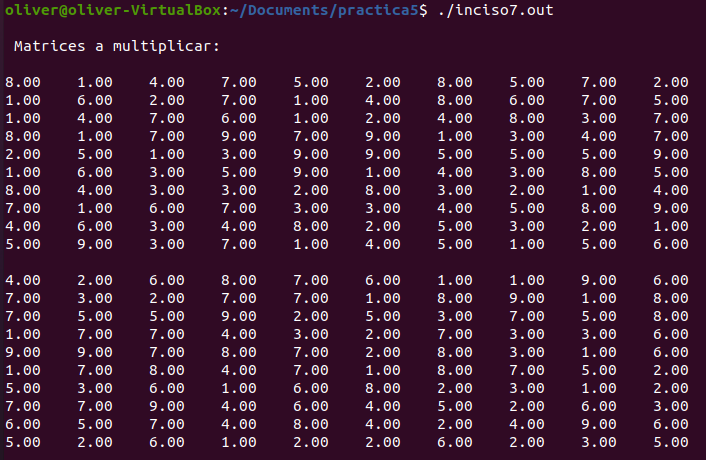 oliver@oliver-VirtualBox:~/Documents/practica5$ ./inciso7.out
Matrices a multiplicar:
8.00 1.00 4.00 7.00 5.00 2.00 8.00 5.00 7.00 2.00
1.00 6.00 2.00 7.00 1.00 4.00 8.00 6.00 7.00 5.00
1.00 4.00 7.00 6.00 1.00 2.00 4.00 8.00 3.00 7.00
8.00 1.00 7.00 9.00 7.00 9.00 1.00 3.00 4.00 7.00
2.00 5.00 1.00 3.00 9.00 9.00 5.00 5.00 5.00 9.00
1.00 6.00 3.00 5.00 9.00 1.00 4.00 3.00 8.00 5.00
8.00 4.00 3.00 3.00 2.00 8.00 3.00 2.00 1.00 4.00
7.00 1.00 6.00 7.00 3.00 3.00 4.00 5.00 8.00 9.00
4.00 6.00 3.00 4.00 8.00 2.00 5.00 3.00 2.00 1.00
5.00 9.00 3.00 7.00 1.00 4.00 5.00 1.00 5.00 6.00
4.00 2.00 6.00 8.00 7.00 6.00 1.00 1.00 9.00 6.00
7.00 3.00 2.00 7.00 7.00 1.00 8.00 9.00 1.00 8.00
7.00 5.00 5.00 9.00 2.00 5.00 3.00 7.00 5.00 8.00
1.00 7.00 7.00 4.00 3.00 2.00 7.00 3.00 3.00 6.00
9.00 9.00 7.00 8.00 7.00 2.00 8.00 3.00 1.00 6.00
1.00 7.00 8.00 4.00 7.00 1.00 8.00 7.00 5.00 2.00
5.00 3.00 6.00 1.00 6.00 8.00 2.00 3.00 1.00 2.00
7.00 7.00 9.00 4.00 6.00 4.00 5.00 2.00 6.00 3.00
6.00 5.00 7.00 4.00 8.00 4.00 2.00 4.00 9.00 6.00
5.00 2.00 6.00 1.00 2.00 2.00 6.00 2.00 3.00 5.00